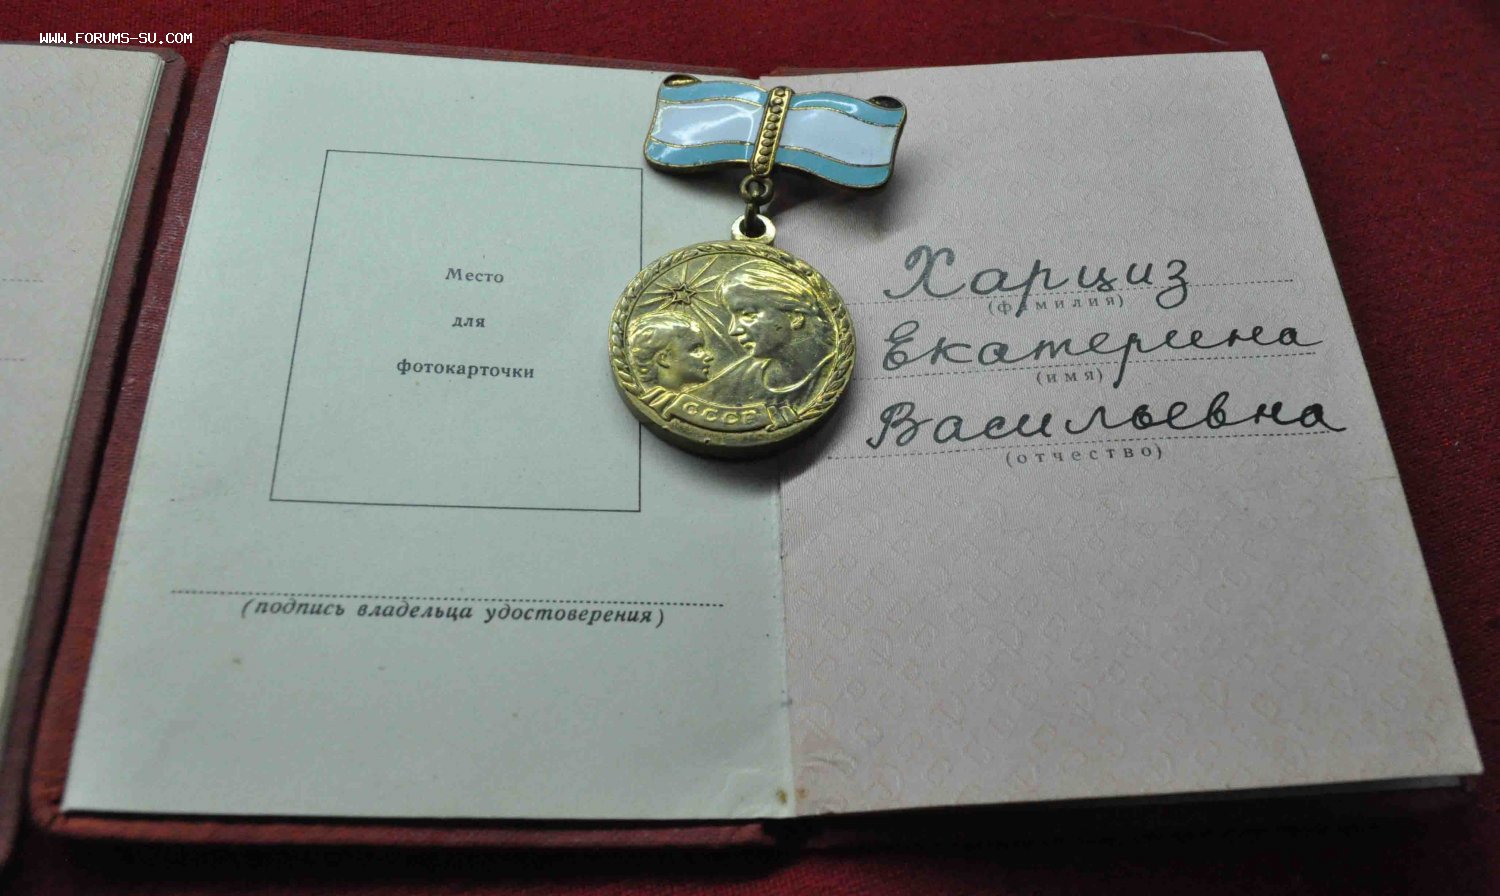 WWW.FORUMS-SU.COM
Место
для
фотокарточки
(подпись владельца удостоверения)
СССР
Харциз
(фамилия)
Екатерина
(имя)
Васильевна
(отчество)